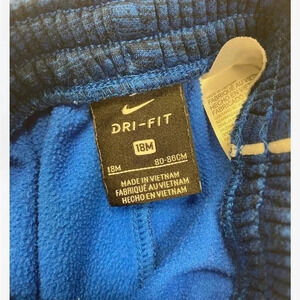 DRI-FIT
18M
18M 80-86CM
MADE IN VIETNAM
FABRIQUÉ AU VIETNAM
HECHO EN VIETNAM